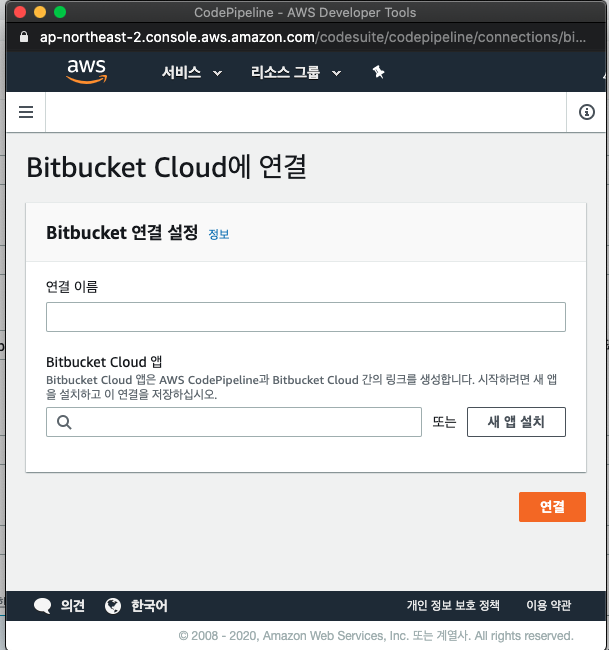 CodePipeline - AWS Developer Tools
ap-northeast-2.console.aws.amazon.com/codesuite/codepipeline/connections/bi...
aws 서비스 리소스 그룹
Bitbucket Cloud에 연결
Bitbucket 연결 설정 정보
연결 이름
Bitbucket Cloud 앱
Bitbucket Cloud 앱은 AWS CodePipeline과 Bitbucket Cloud 간의 링크를 생성합니다. 시작하려면 새 앱
을 설치하고 이 연결을 저장하십시오.
또는 새 앱 설치
연결
의견 한국어 개인 정보 보호 정책 이용 약관
© 2008 - 2020, Amazon Web Services, Inc. 또는 계열사. All rights reserved.